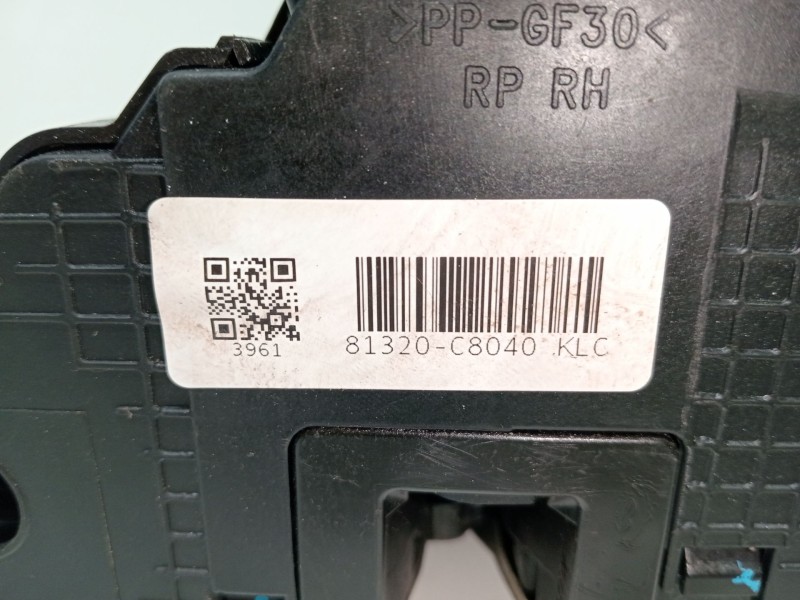 >PP-GF30<
RP RH
3961
81320-C8040 KLC